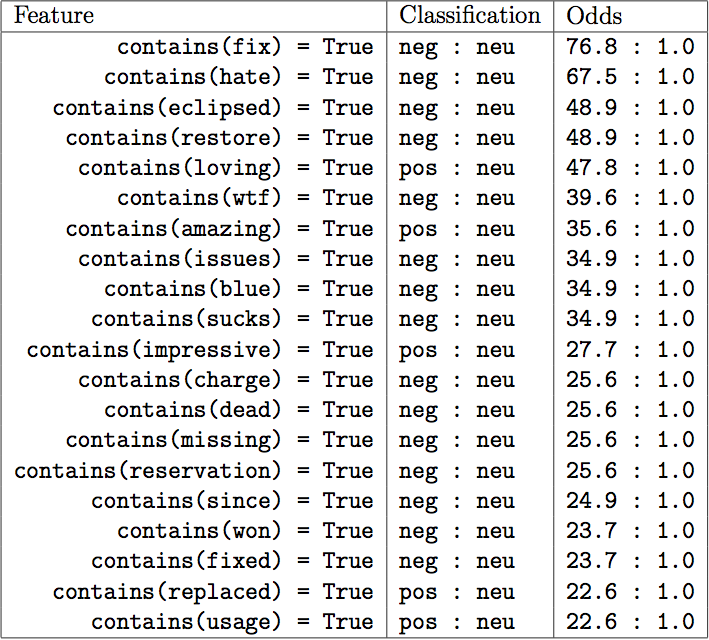 Feature Classification Odds
contains(fix) = True neg : neu 76.8 : 1.0
contains(hate) = True neg : neu 67.5 : 1.0
contains(eclipsed) = True neg : neu 48.9 : 1.0
contains(restore) = True neg : neu 48.9 : 1.0
contains(loving) = True pos : neu 47.8 : 1.0
contains(wtf) = True neg : neu 39.6 : 1.0
contains(amazing) = True pos : neu 35.6 : 1.0
contains(issues) = True neg : neu 34.9 : 1.0
contains(blue) = True neg : neu 34.9 : 1.0
contains(sucks) = True neg : neu 34.9 : 1.0
contains(impressive) = True pos : neu 27.7 : 1.0
contains(charge) = True neg : neu 25.6 : 1.0
contains(dead) = True neg : neu 25.6 : 1.0
contains(missing) = True neg : neu 25.6 : 1.0
contains(reservation) = True neg : neu 25.6 : 1.0
contains(since) = True neg : neu 24.9 : 1.0
contains(won) = True neg : neu 23.7 : 1.0
contains(fixed) = True neg : neu 23.7 : 1.0
contains(replaced) = True pos : neu 22.6 : 1.0
contains(usage) = True pos : neu 22.6 : 1.0